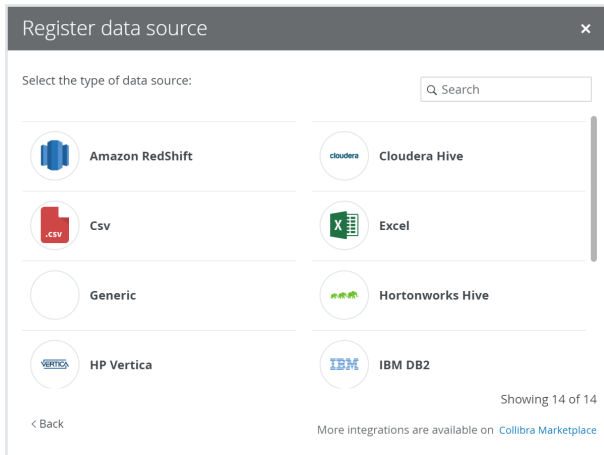 Register data source ×
Select the type of data source:
Search
Amazon RedShift
cloudera Cloudera Hive
.csv Csv
X Excel
Generic
Hortonworks Hive
VERTICA HP Vertica
IBM IBM DB2
Showing 14 of 14
< Back
More integrations are available on Collibra Marketplace